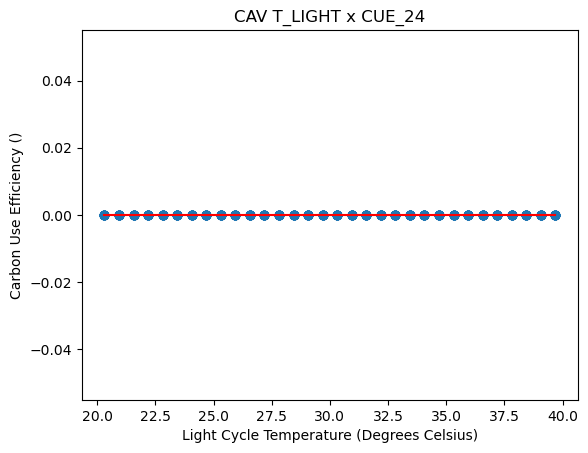 CAV T_LIGHT x CUE_24
0.04
0.02
0.00
−0.02
−0.04
Carbon Use Efficiency ()
20.0 22.5 25.0 27.5 30.0 32.5 35.0 37.5 40.0
Light Cycle Temperature (Degrees Celsius)